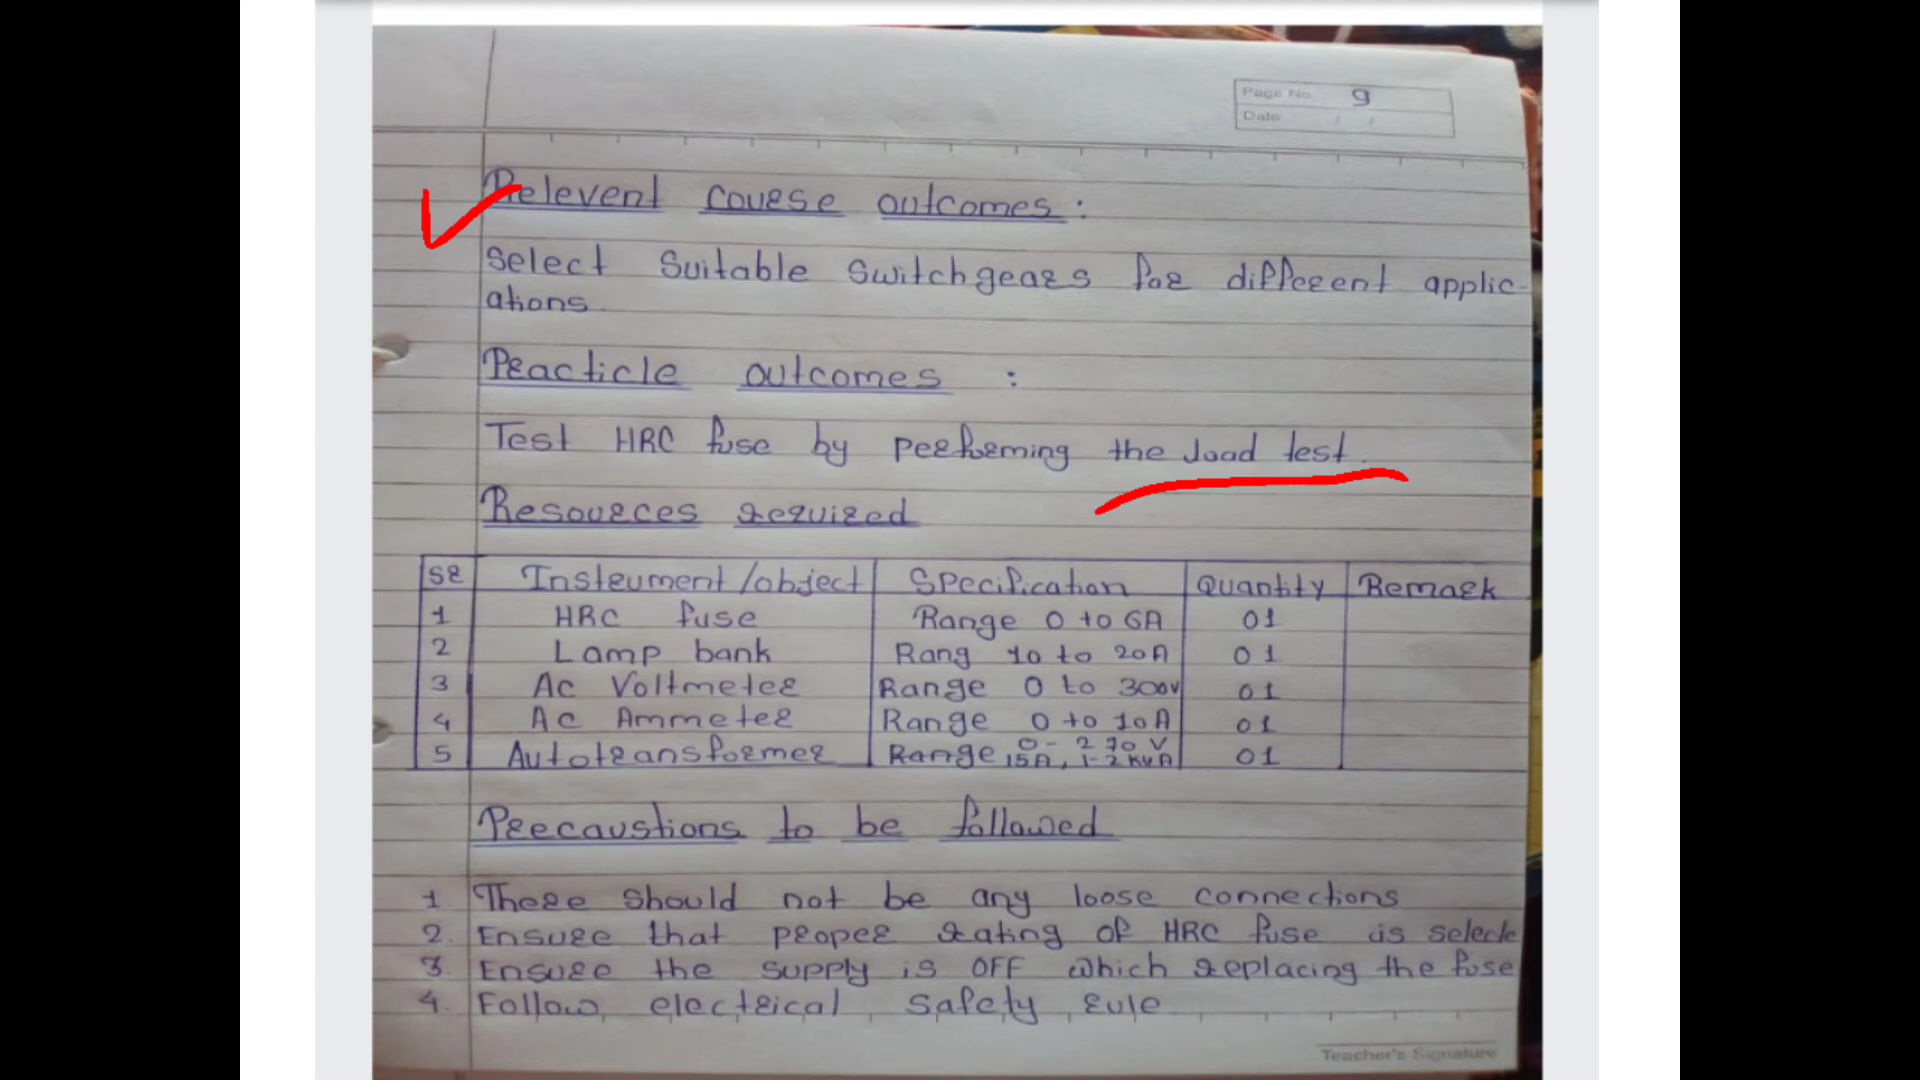 Page No. 9
Date / /
Relevent course outcomes :
Select Suitable Switchgears for different applic-
ations.
Practicle outcomes :
Test HRC fuse by performing the load test.
Resources required
Sr Instrument/object Specification Quantity Remark
1 HRC fuse Range 0 to 6A 01
2 Lamp bank Rang 10 to 20A 01
3 Ac Voltmeter Range 0 to 300V 01
4 Ac Ammeter Range 0 to 10A 01
5 Autotransformer Range 0-270 V 15A, 1-2KVA 01
Precaustions to be followed
1. There should not be any loose connections
2. Ensure that proper rating of HRC fuse is selecte
3. Ensure the supply is OFF which replacing the fuse
4. Follow electrical safety rule
Teacher's Signature